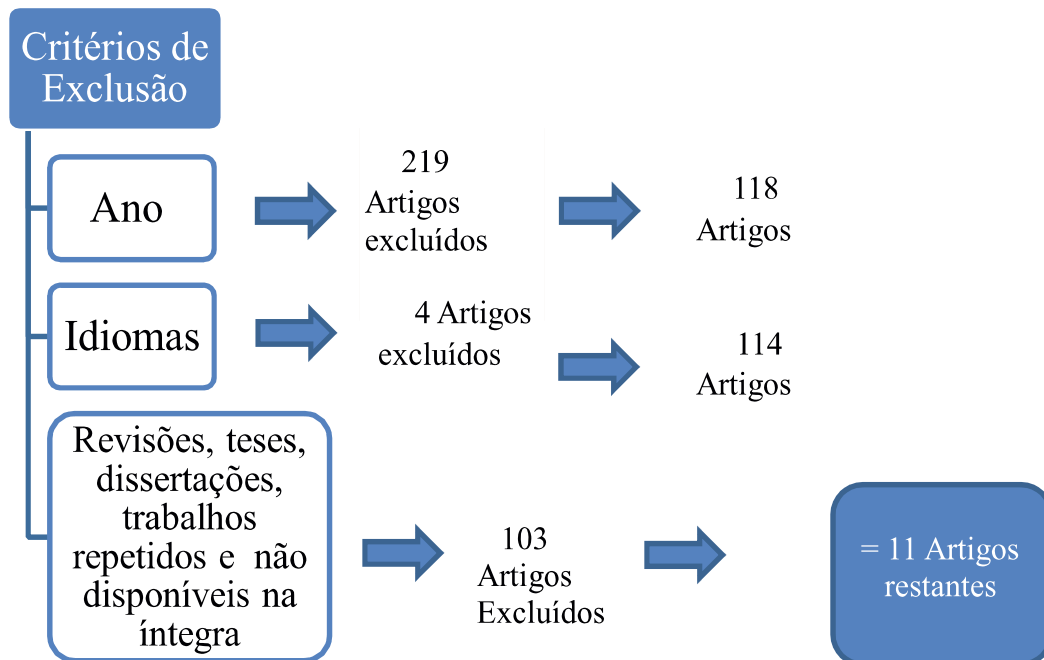 Critérios de
Exclusão
Ano
219
Artigos
excluídos
118
Artigos
Idiomas
4 Artigos
excluídos
114
Artigos
Revisões, teses,
dissertações,
trabalhos
repetidos e não
disponíveis na
íntegra
103
Artigos
Excluídos
= 11 Artigos
restantes